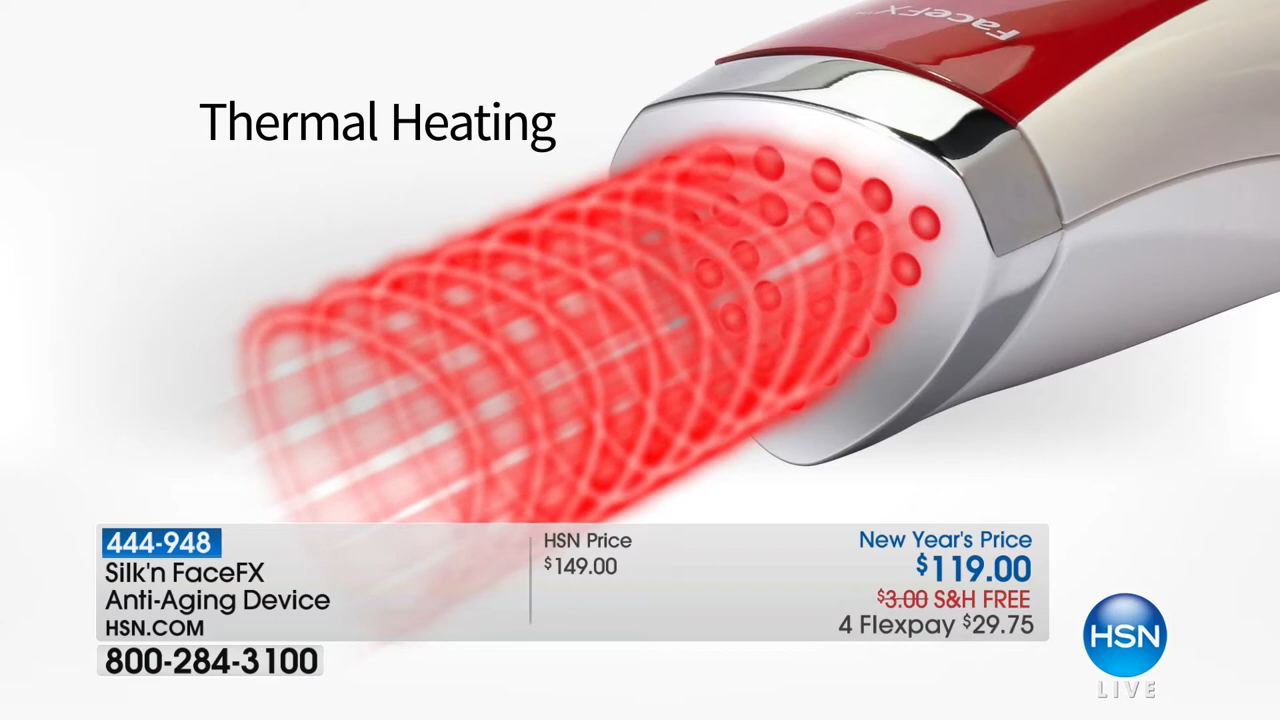 FaceFX
Thermal Heating
444-948
Silk'n FaceFX
Anti-Aging Device
HSN.COM
800-284-3100
HSN Price
$149.00
New Year's Price
$119.00
$3.00 S&H FREE
4 Flexpay $29.75
HSN
LIVE